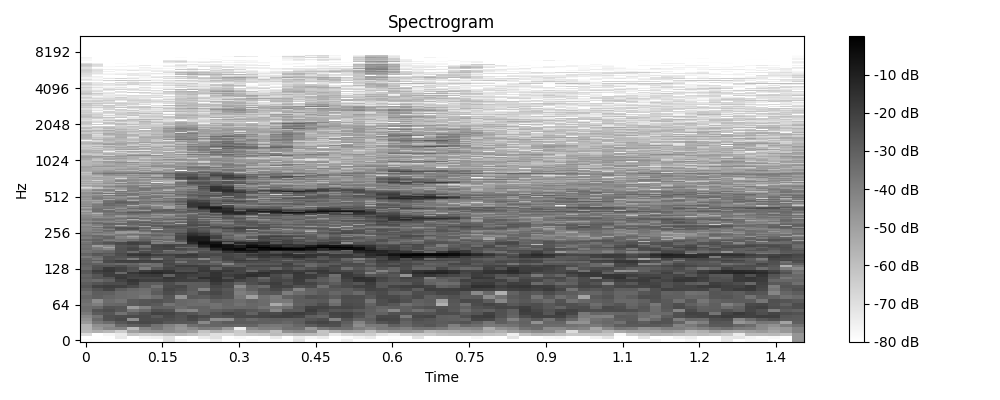 Spectrogram
8192
4096
2048
1024
512
256
128
64
0
Hz
0 0.15 0.3 0.45 0.6 0.75 0.9 1.1 1.2 1.4
Time
-10 dB
-20 dB
-30 dB
-40 dB
-50 dB
-60 dB
-70 dB
-80 dB